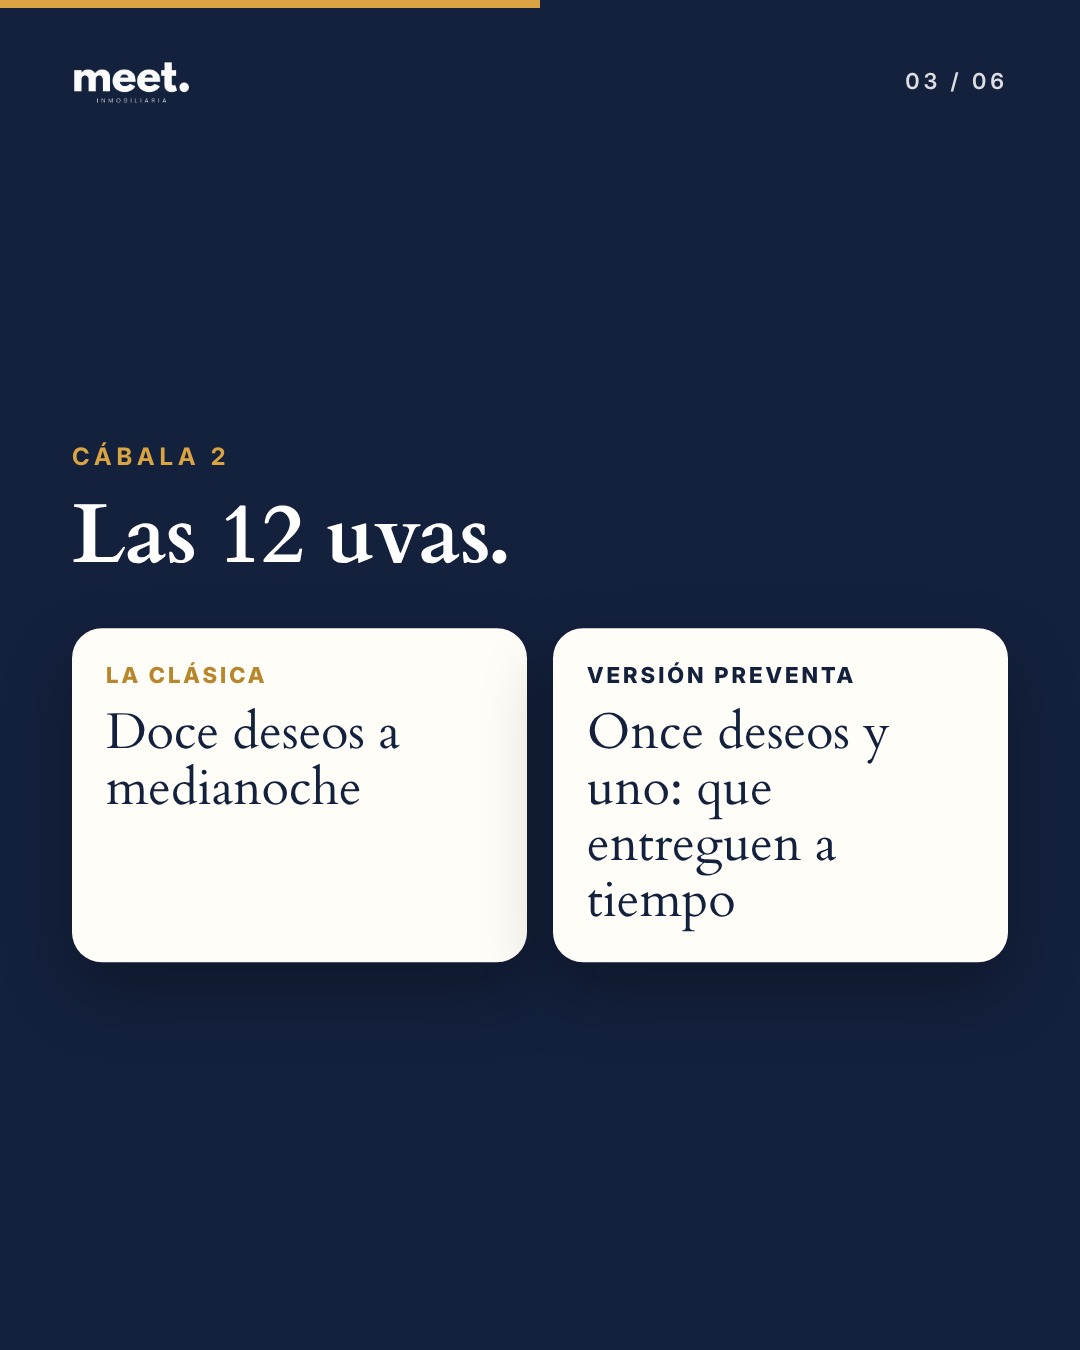 meet.
INMOBILIARIA
03 / 06
CÁBALA 2
Las 12 uvas.
LA CLÁSICA
Doce deseos a
medianoche
VERSIÓN PREVENTA
Once deseos y
uno: que
entreguen a
tiempo